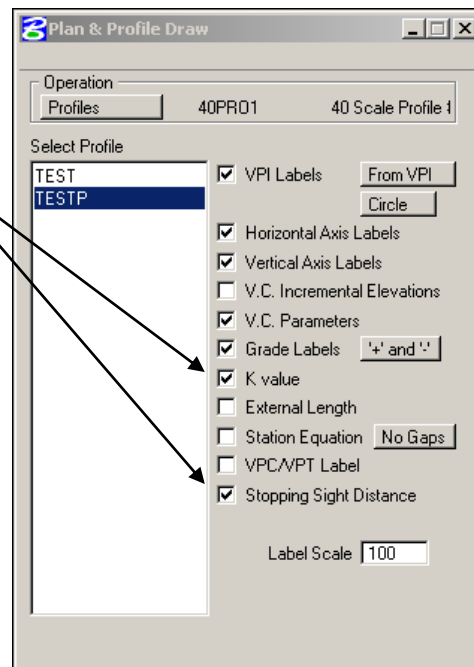 Plan & Profile Draw
Operation
Profiles 40PRO1 40 Scale Profile
Select Profile
TEST
TESTP
VPI Labels From VPI
Circle
Horizontal Axis Labels
Vertical Axis Labels
V.C. Incremental Elevations
V.C. Parameters
Grade Labels '+' and '-'
K value
External Length
Station Equation No Gaps
VPC/VPT Label
Stopping Sight Distance
Label Scale 100